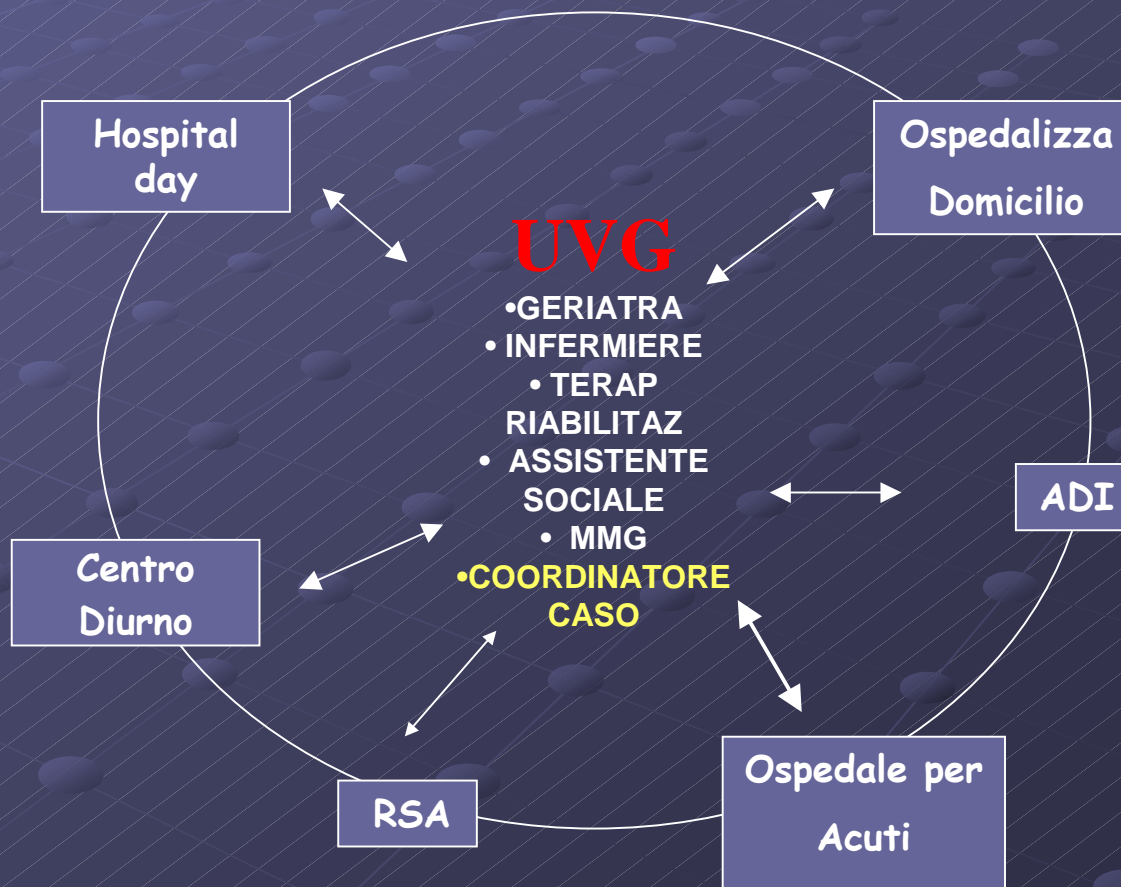 Hospital
day
Ospedalizza
Domicilio
UVG
•GERIATRA
• INFERMIERE
• TERAP
RIABILITAZ
• ASSISTENTE
SOCIALE
• MMG
•COORDINATORE
CASO
ADI
Centro
Diurno
RSA
Ospedale per
Acuti